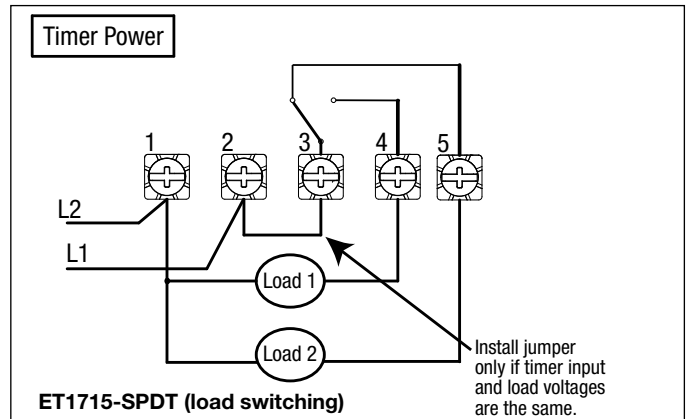 Timer Power
1
2
3
4
5
L2
L1
Load 1
Load 2
Install jumper
only if timer input
and load voltages
are the same.
ET1715-SPDT (load switching)